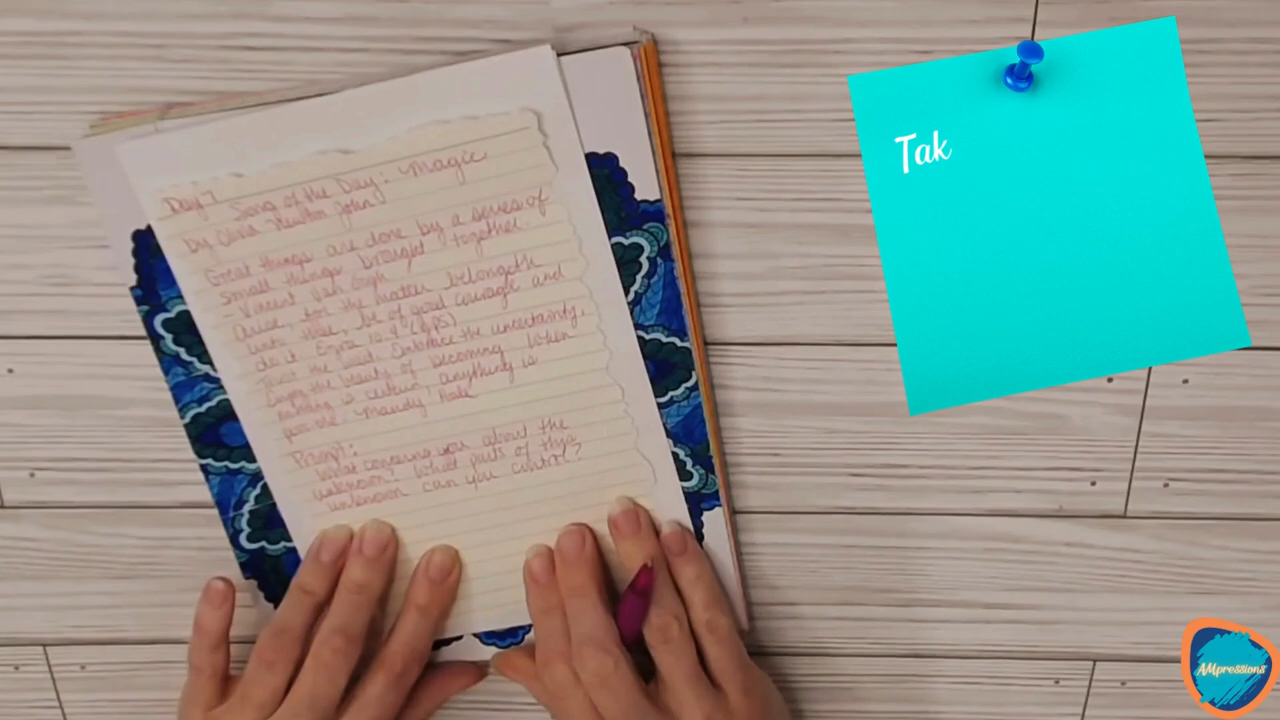 Day 7 Song of the Day: Magic
by Olivia Newton John
Great things are done by a series of
small things brought together.
- Vincent van Gogh
Arise, for the matter belongeth
unto thee, be of good courage and
do it Ezra 10:4
Trust the wait. Embrace the uncertainty.
Enjoy the beauty of becoming. When
nothing is certain, anything is
possible. Mandy Hale
Prompt:
What concerns you about the
unknown? What parts of this
unknown can you control?
Tak
AMpressions